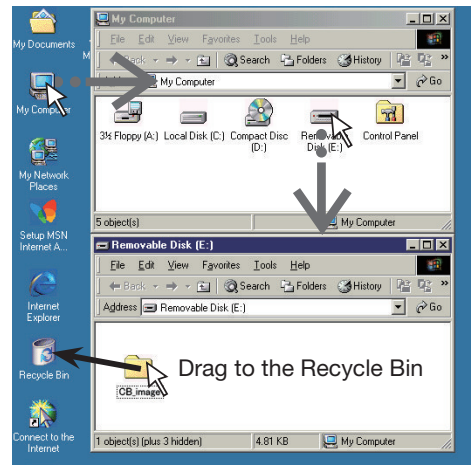 My Documents
My Computer
My Network
Places
Setup MSN
Internet A...
Internet
Explorer
Recycle Bin
Connect to the
Internet
My Computer
File Edit View Favorites Tools Help
Back Search Folders History »
My Computer Go
3½ Floppy (A:) Local Disk (C:) Compact Disc
(D:) Removable
Disk (E:) Control Panel
5 object(s) My Computer
Removable Disk (E:)
File Edit View Favorites Tools Help
Back Search Folders History »
Address Removable Disk (E:) Go
Drag to the Recycle Bin
CB_image
1 object(s) (plus 3 hidden) 4.81 KB My Computer